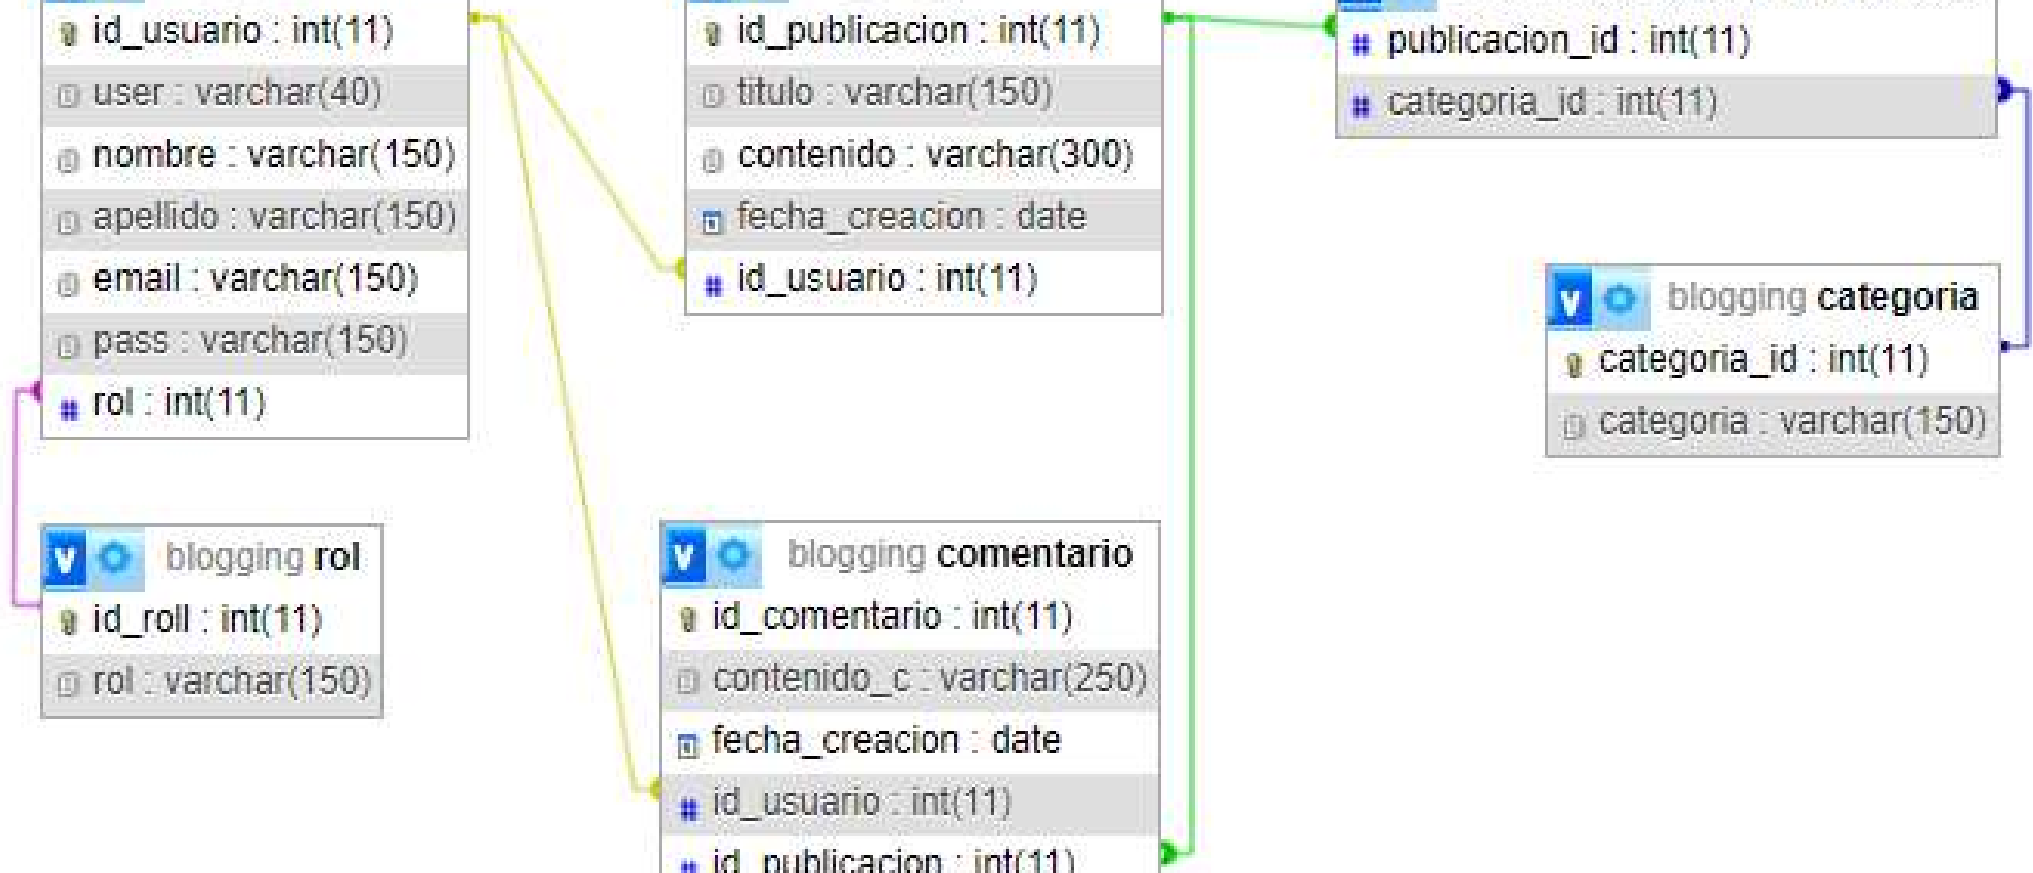 id_usuario : int(11)
user : varchar(40)
nombre : varchar(150)
apellido : varchar(150)
email : varchar(150)
pass : varchar(150)
rol : int(11)
blogging rol
id_roll : int(11)
rol : varchar(150)
id_publicacion : int(11)
titulo : varchar(150)
contenido : varchar(300)
fecha_creacion : date
id_usuario : int(11)
v blogging comentario
id_comentario : int(11)
contenido_c : varchar(250)
fecha_creacion : date
id_usuario : int(11)
id_publicacion : int(11)
publicacion_id : int(11)
categoria_id : int(11)
v blogging categoria
categoria_id : int(11)
categoria : varchar(150)